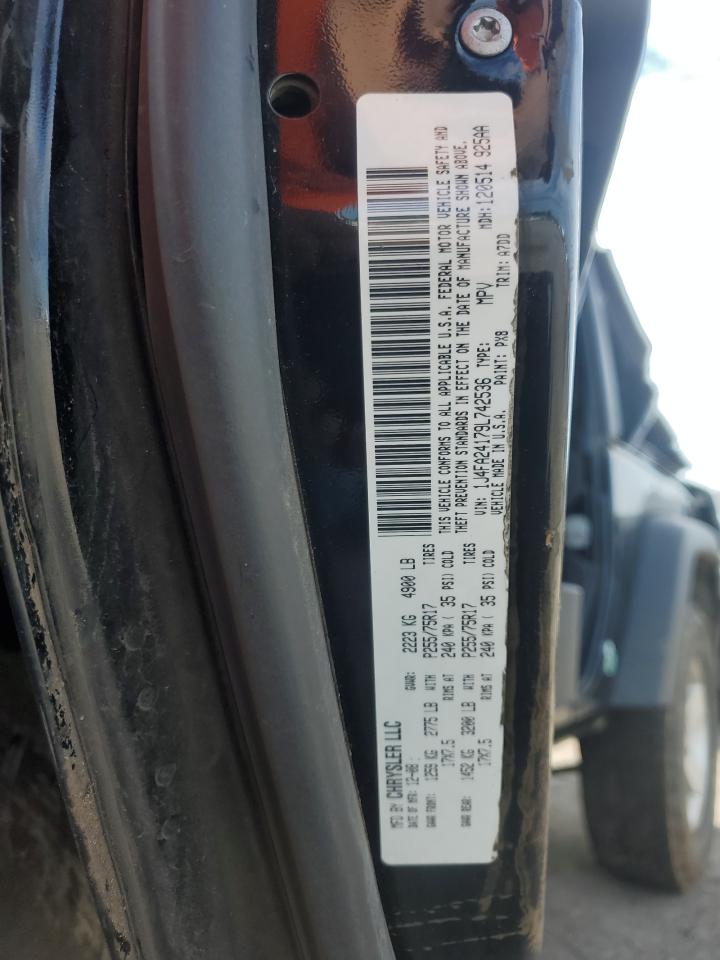 MFD BY CHRYSLER LLC
DATE OF MFR: 12-08 GVWR: 2223 KG 4900 LB
GAWR FRONT: 1256 KG 2775 LB WITH P255/75R17 TIRES
17X7.5 RIMS AT 240 KPA ( 35 PSI) COLD
GAWR REAR: 1452 KG 3200 LB WITH P255/75R17 TIRES
17X7.5 RIMS AT 240 KPA ( 35 PSI) COLD
THIS VEHICLE CONFORMS TO ALL APPLICABLE U.S.A. FEDERAL MOTOR VEHICLE SAFETY AND
THEFT PREVENTION STANDARDS IN EFFECT ON THE DATE OF MANUFACTURE SHOWN ABOVE.
VIN: 1J4FA24179L742536 TYPE: MPV MDH: 120514 925AA
VEHICLE MADE IN U.S.A. PAINT: PX8 TRIM: A7DD